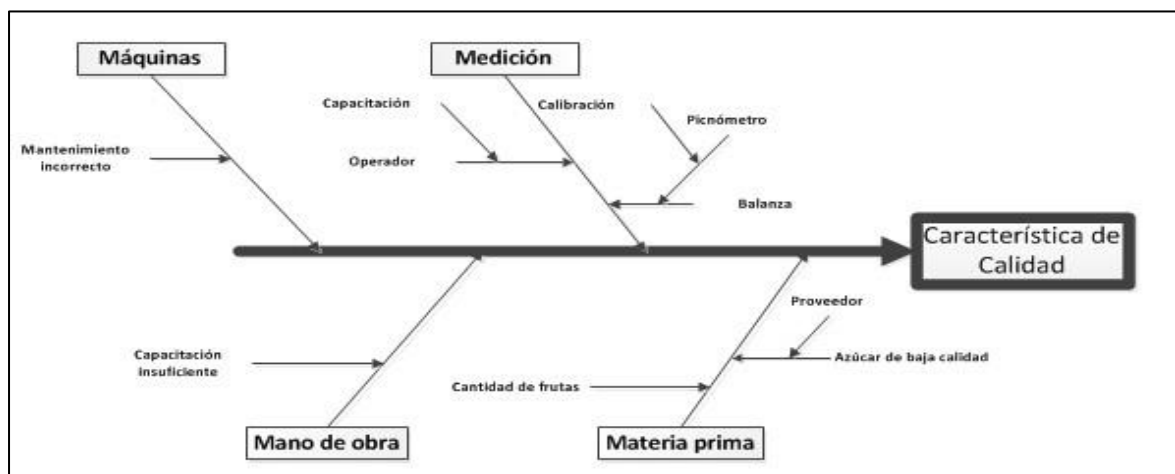 Máquinas
Medición
Capacitación
Calibración
Picnómetro
Mantenimiento
incorrecto
Operador
Balanza
Característica de
Calidad
Proveedor
Capacitación
insuficiente
Azúcar de baja calidad
Cantidad de frutas
Mano de obra
Materia prima